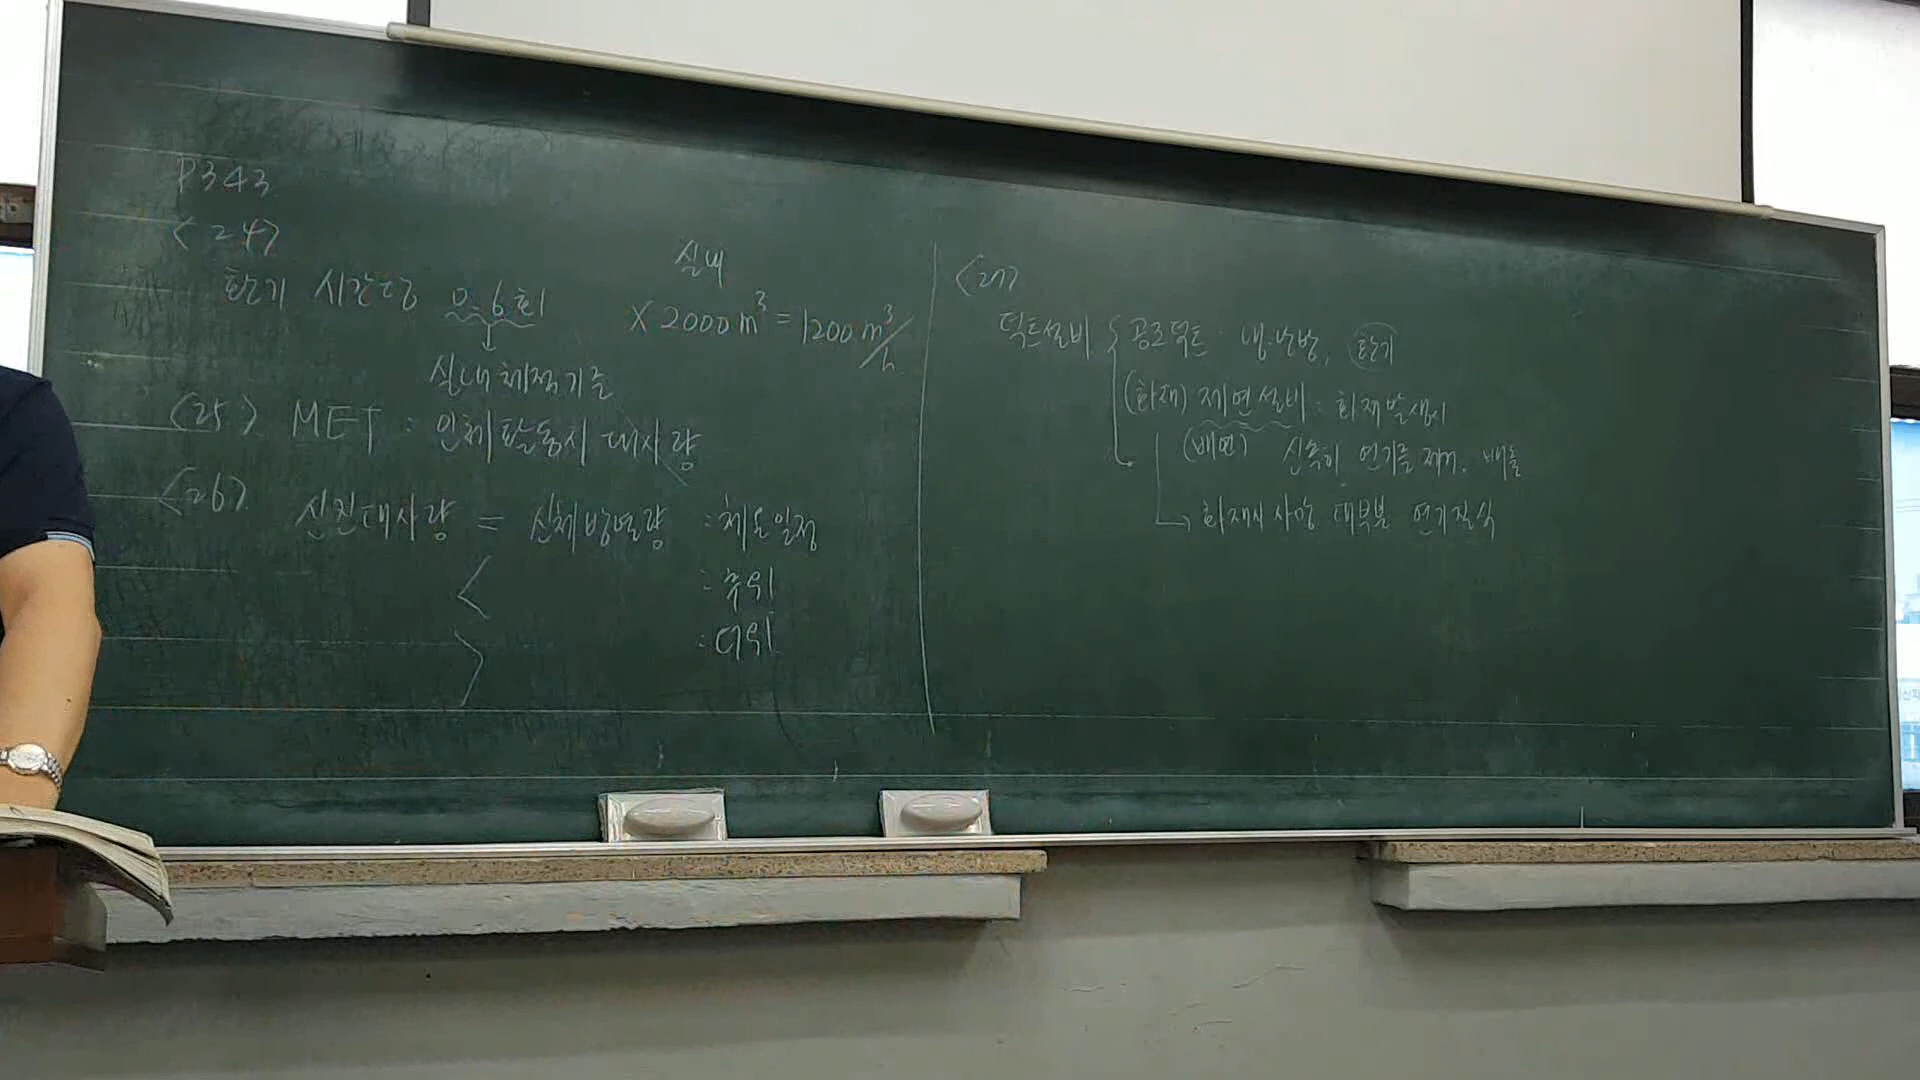 P343
<24>
환기 시간당 0.6회 × 2000m³ = 1200m³/h
실내
실내체적기준
<25> MET : 인체활동시 대사량
<26>
신진대사량 = 신체방열량 : 체온일정
< : 추위
> : 더위
<27>
덕트설비 { 공조덕트 : 냉·난방, 환기
(화재) 제연설비 : 화재발생시
(배연) 신속히 연기를 제어, 배출
→ 화재시 사망 대부분 연기질식